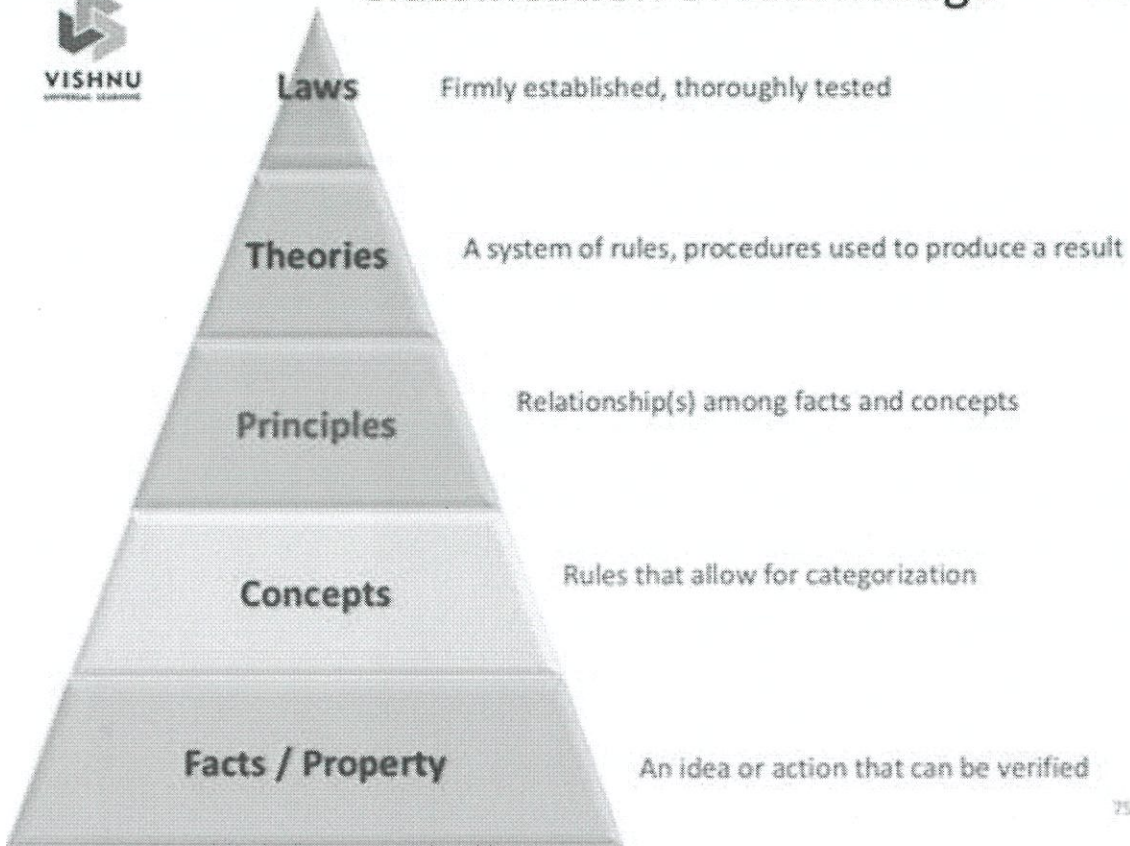 VISHNU
UNIVERSAL LEARNING
Laws
Firmly established, thoroughly tested
Theories
A system of rules, procedures used to produce a result
Principles
Relationship(s) among facts and concepts
Concepts
Rules that allow for categorization
Facts / Property
An idea or action that can be verified
75